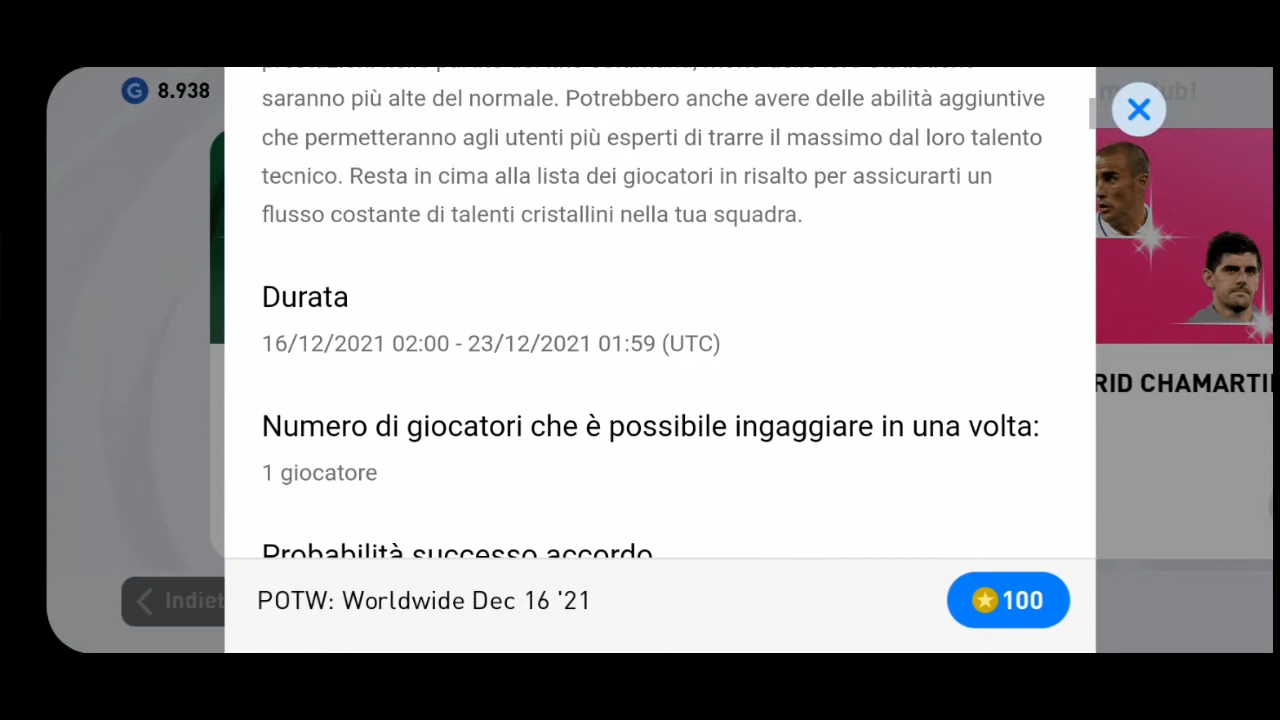 8.938
saranno più alte del normale. Potrebbero anche avere delle abilità aggiuntive
che permetteranno agli utenti più esperti di trarre il massimo dal loro talento
tecnico. Resta in cima alla lista dei giocatori in risalto per assicurarti un
flusso costante di talenti cristallini nella tua squadra.
Durata
16/12/2021 02:00 - 23/12/2021 01:59 (UTC)
RID CHAMARTI
Numero di giocatori che è possibile ingaggiare in una volta:
1 giocatore
Probabilità successo accordo
Indiet
POTW: Worldwide Dec 16 '21
100